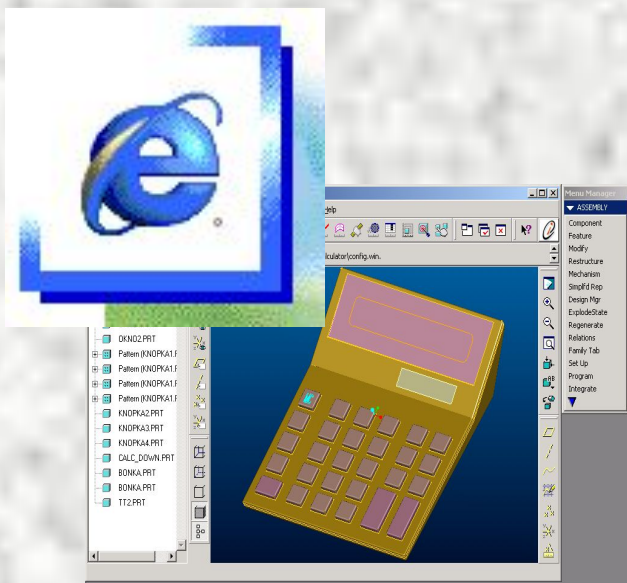 Help
culator\config.win.
OKNO2.PRT
Pattern (KNOPKA1.F
Pattern (KNOPKA1.F
Pattern (KNOPKA1.F
Pattern (KNOPKA1.F
KNOPKA2.PRT
KNOPKA3.PRT
KNOPKA4.PRT
CALC_DOWN.PRT
BONKA.PRT
BONKA.PRT
TT2.PRT
Menu Manager
ASSEMBLY
Component
Feature
Modify
Restructure
Mechanism
Simplfd Rep
Design Mgr
ExplodeState
Regenerate
Relations
Family Tab
Set Up
Program
Integrate